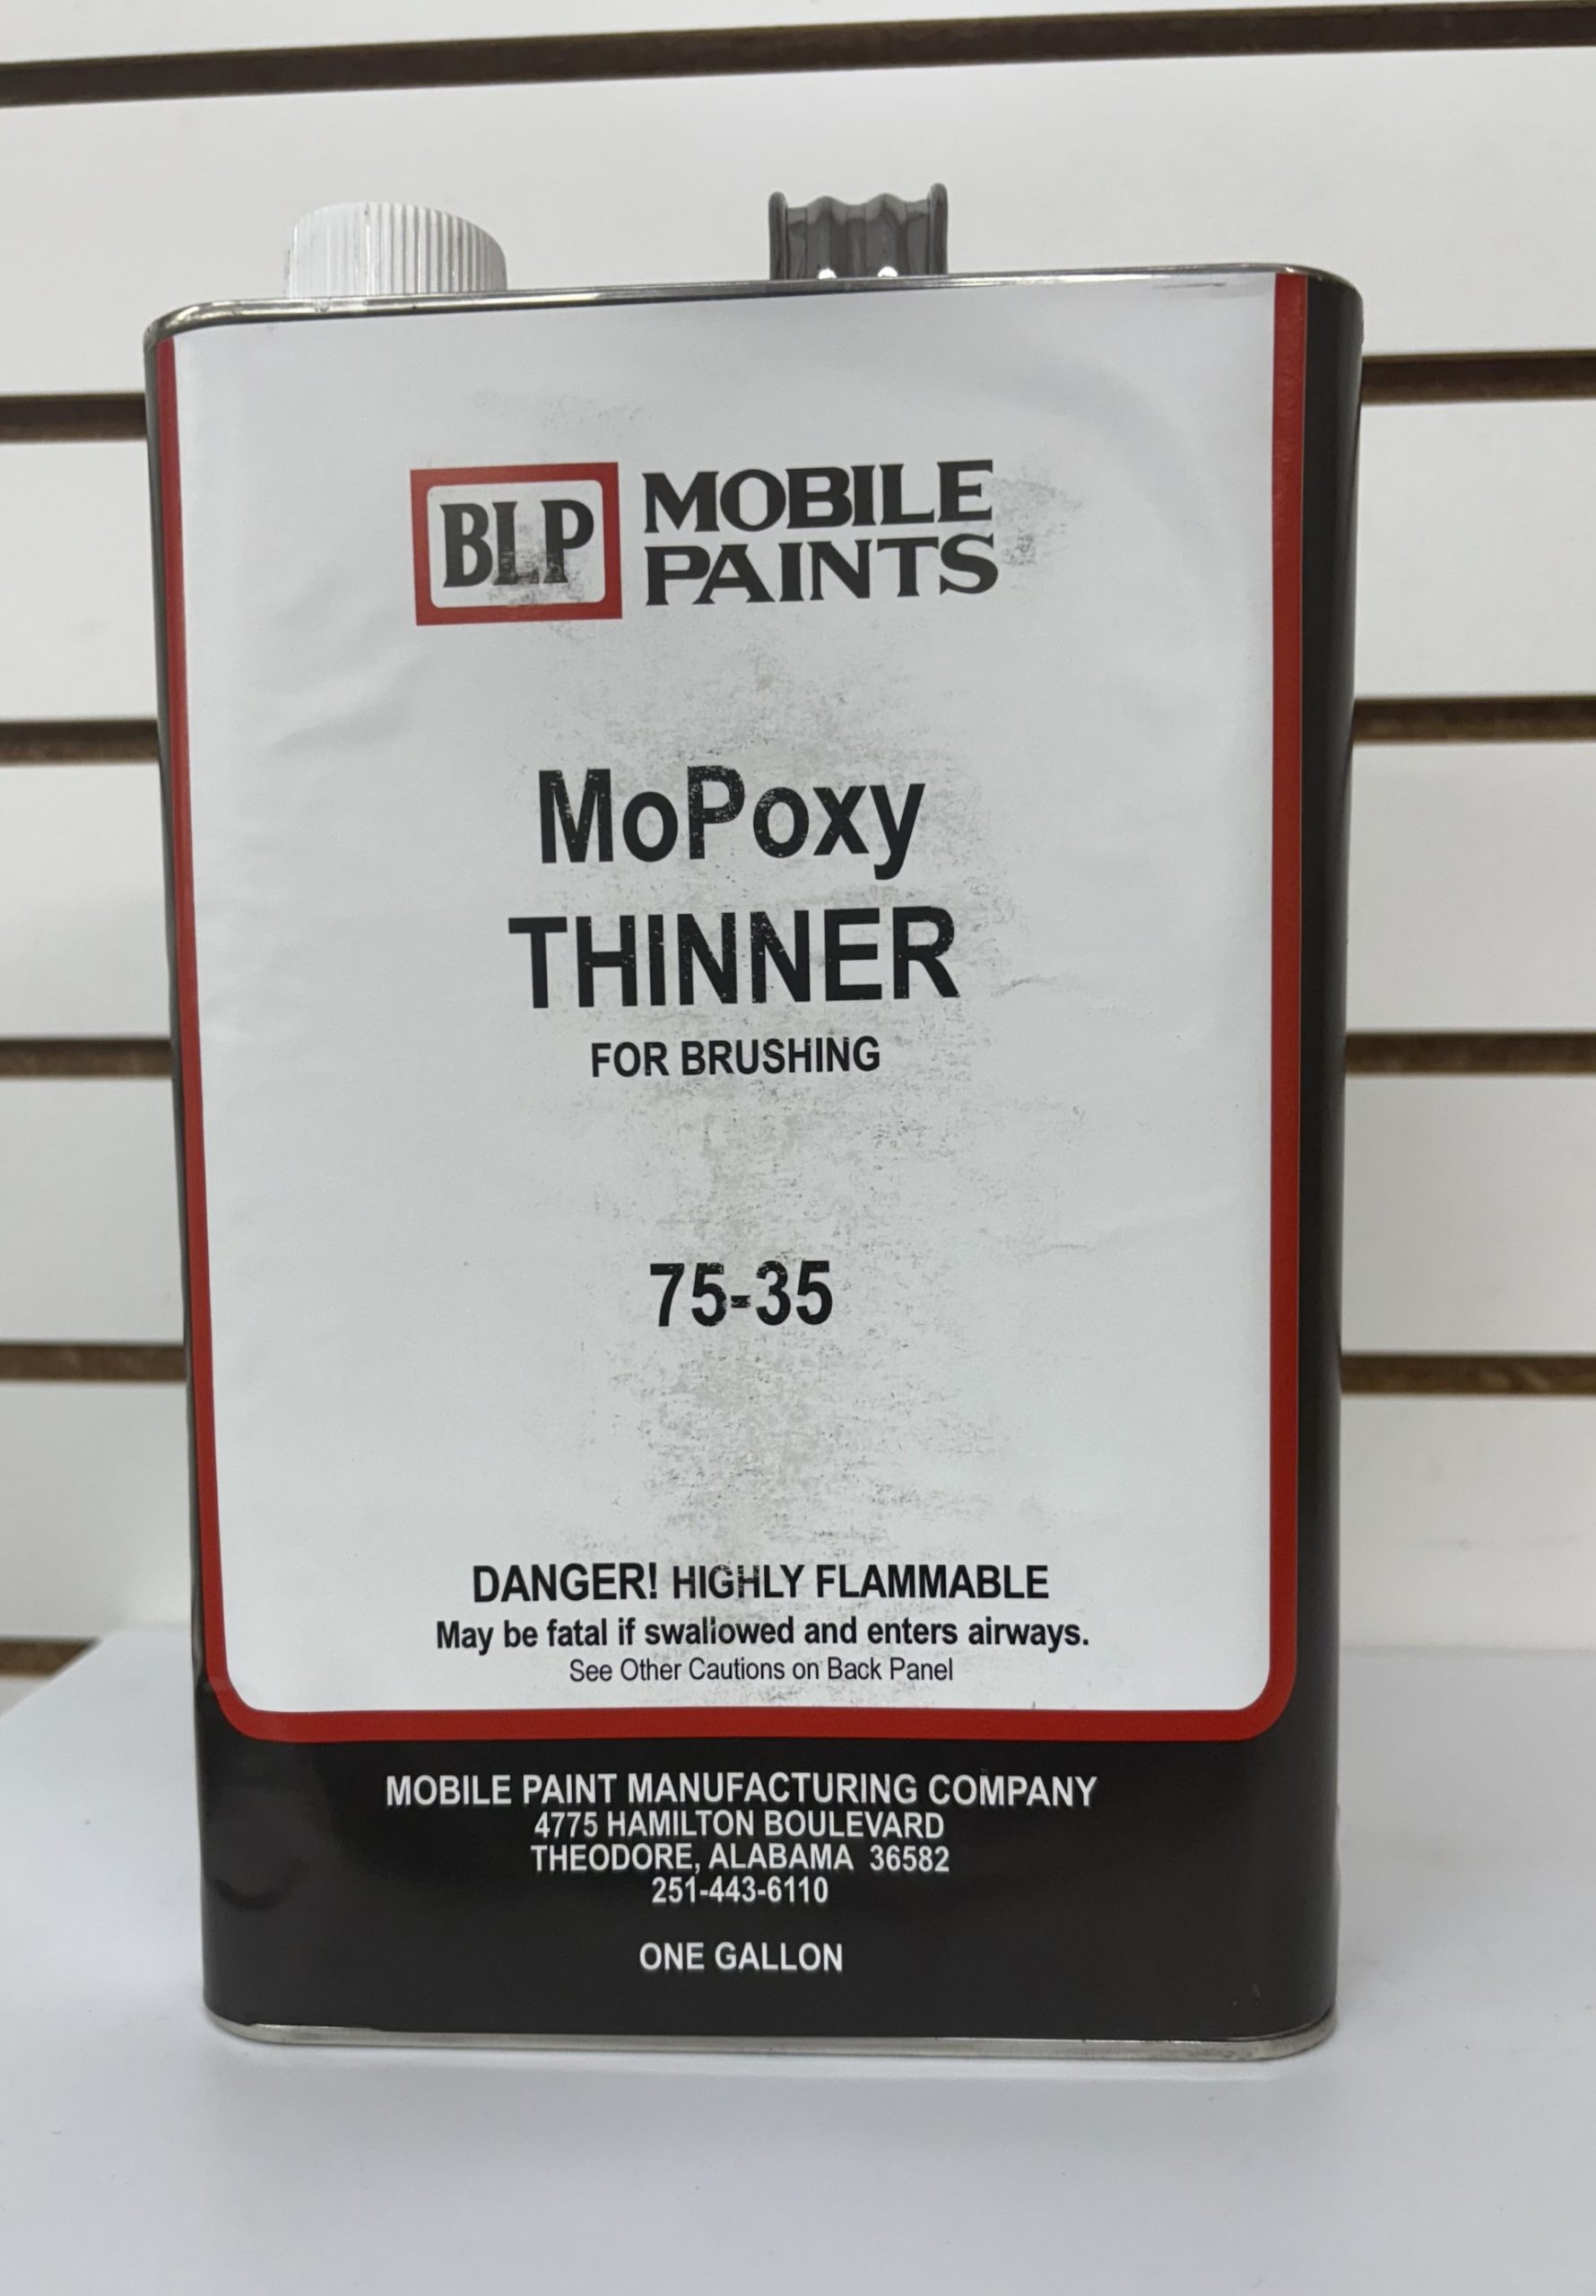 BLP
MOBILE
PAINTS
MoPoxy
THINNER
FOR BRUSHING
75-35
DANGER! HIGHLY FLAMMABLE
May be fatal if swallowed and enters airways.
See Other Cautions on Back Panel
MOBILE PAINT MANUFACTURING COMPANY
4775 HAMILTON BOULEVARD
THEODORE, ALABAMA 36582
251-443-6110
ONE GALLON